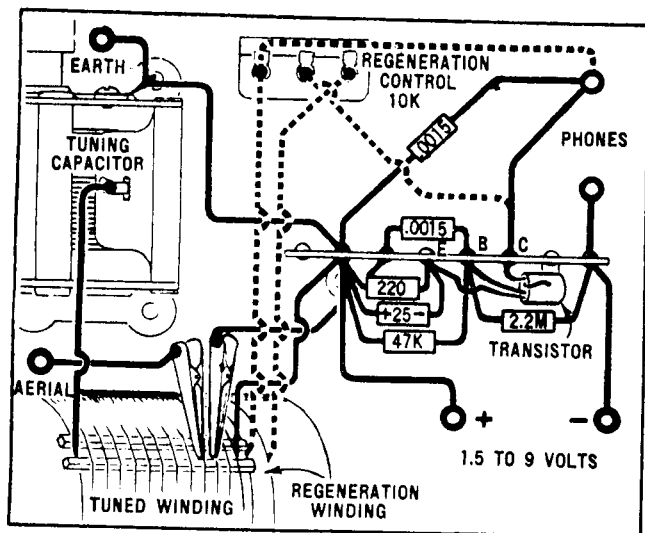 EARTH
REGENERATION
CONTROL
10K
TUNING
CAPACITOR
.0015
PHONES
.0015
E
B
C
220
+25-
47K
2.2M
TRANSISTOR
AERIAL
+
-
1.5 TO 9 VOLTS
TUNED WINDING
REGENERATION
WINDING